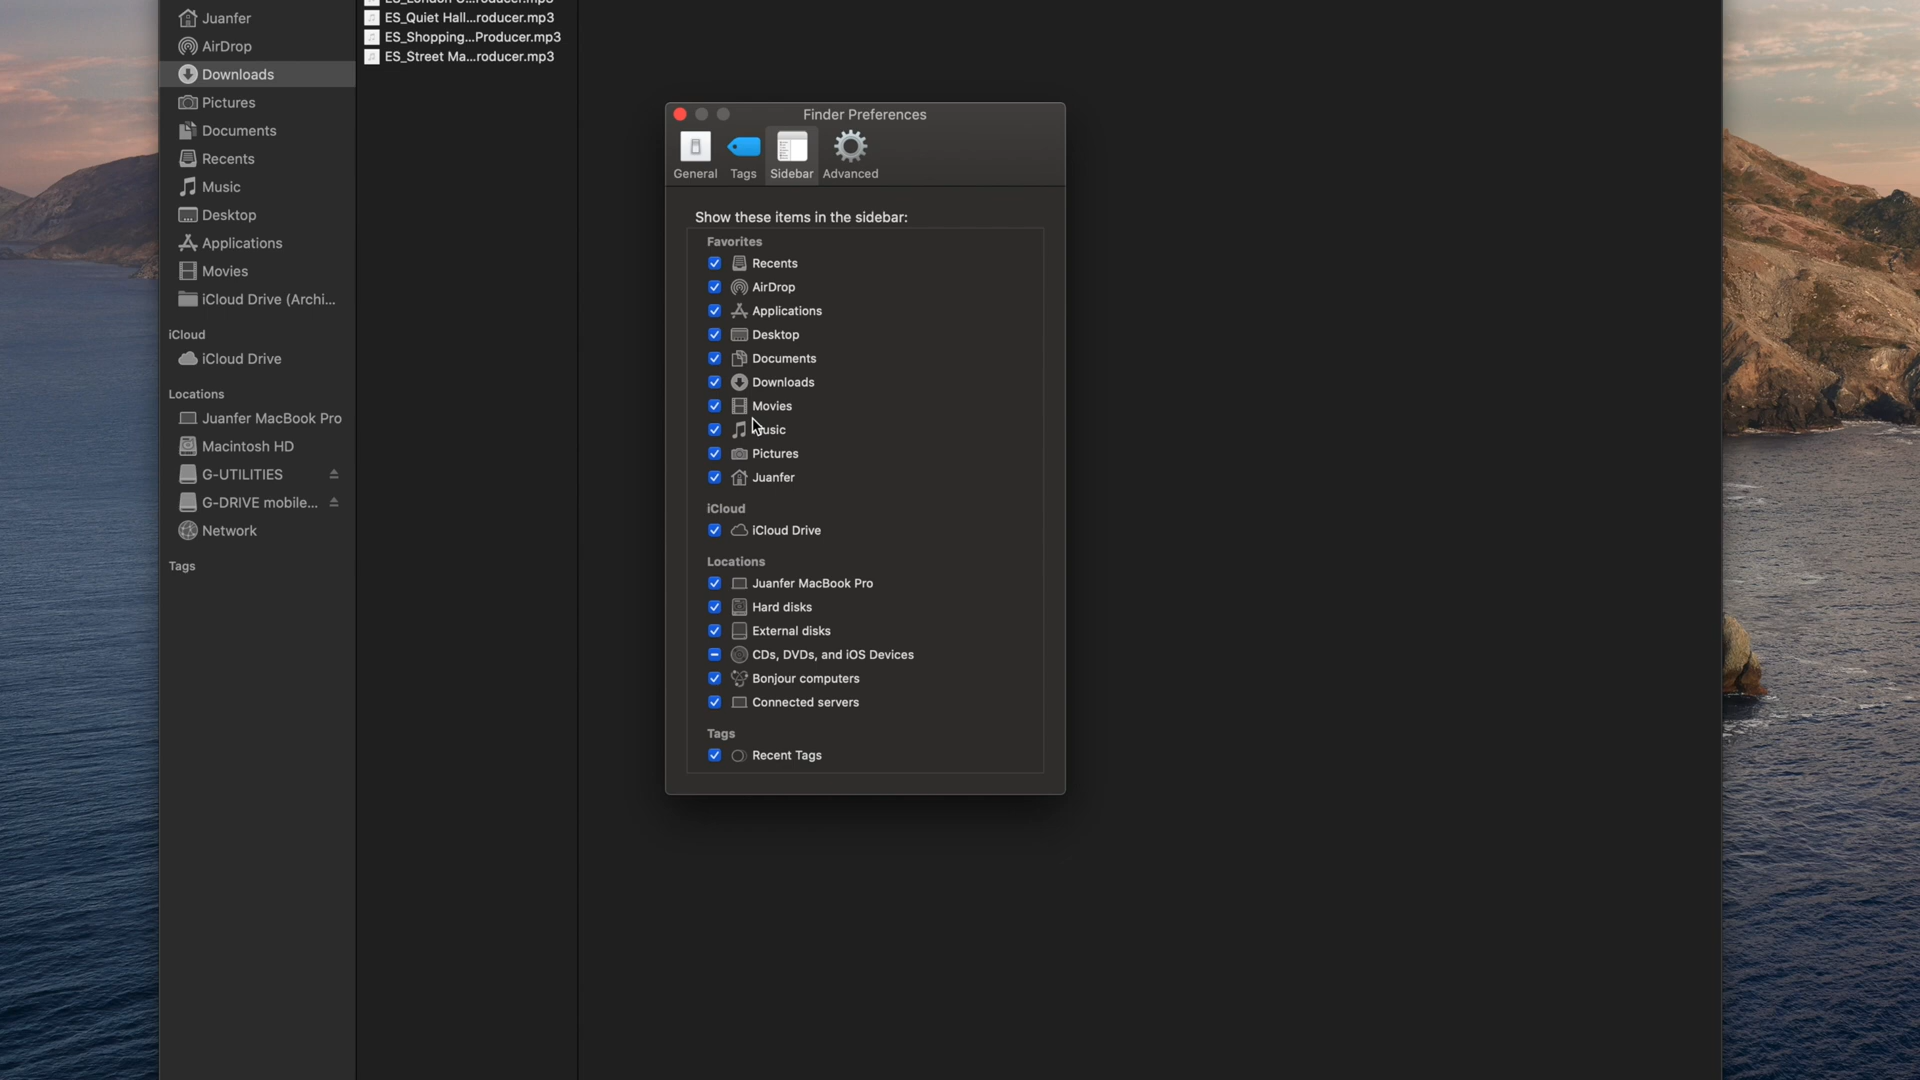 Juanfer
AirDrop
Downloads
Pictures
Documents
Recents
Music
Desktop
Applications
Movies
iCloud Drive (Archi...
iCloud
iCloud Drive
Locations
Juanfer MacBook Pro
Macintosh HD
G-UTILITIES
G-DRIVE mobile...
Network
Tags
ES_Quiet Hall...roducer.mp3
ES_Shopping...Producer.mp3
ES_Street Ma...roducer.mp3
Finder Preferences
General Tags Sidebar Advanced
Show these items in the sidebar:
Favorites
Recents
AirDrop
Applications
Desktop
Documents
Downloads
Movies
Music
Pictures
Juanfer
iCloud
iCloud Drive
Locations
Juanfer MacBook Pro
Hard disks
External disks
CDs, DVDs, and iOS Devices
Bonjour computers
Connected servers
Tags
Recent Tags